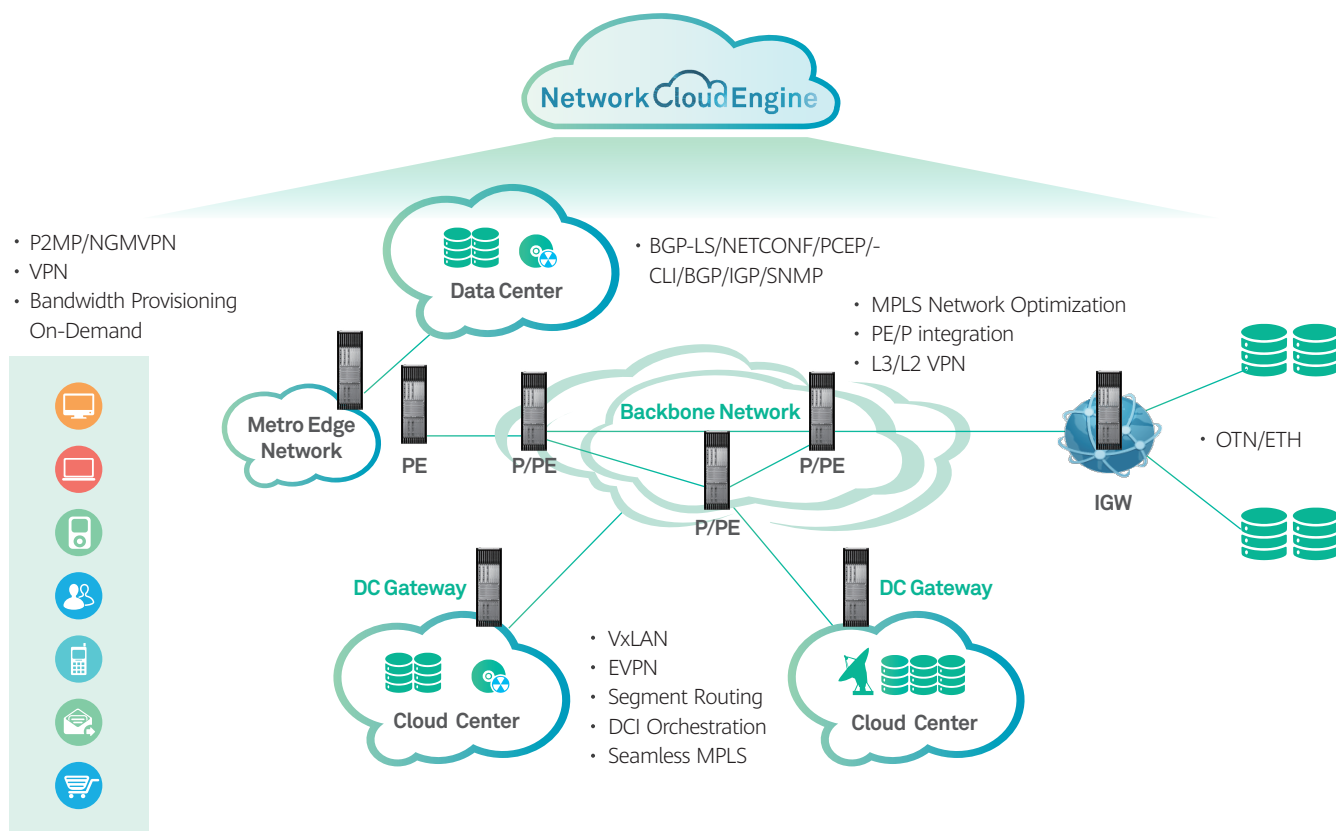 Network Cloud Engine
· P2MP/NGMVPN
· VPN
· Bandwidth Provisioning
On-Demand
Data Center
· BGP-LS/NETCONF/PCEP/-
CLI/BGP/IGP/SNMP
· MPLS Network Optimization
· PE/P integration
· L3/L2 VPN
Metro Edge
Network
PE
P/PE
Backbone Network
P/PE
P/PE
IGW
· OTN/ETH
DC Gateway
DC Gateway
Cloud Center
· VxLAN
· EVPN
· Segment Routing
· DCI Orchestration
· Seamless MPLS
Cloud Center